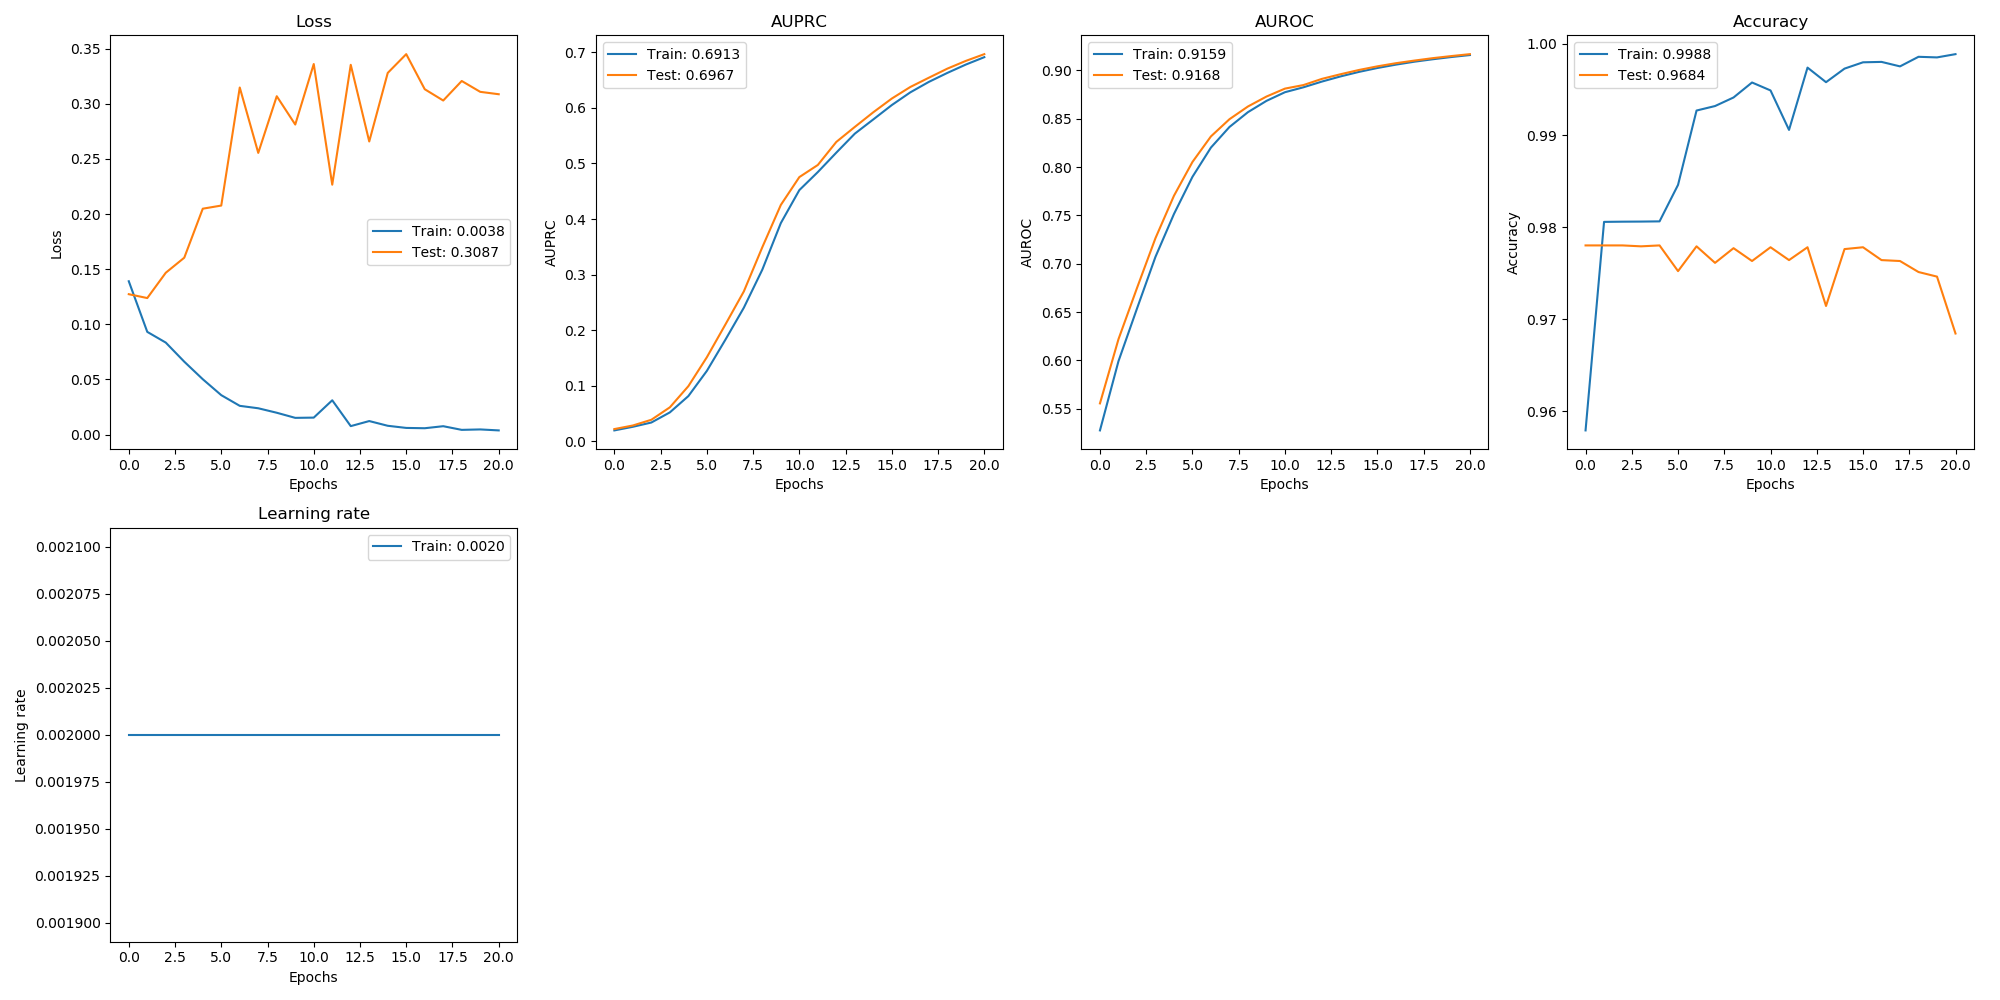 Loss
0.35
0.30
0.25
0.20
0.15
0.10
0.05
0.00
Loss
Train: 0.0038
Test: 0.3087
0.0 2.5 5.0 7.5 10.0 12.5 15.0 17.5 20.0
Epochs
AUPRC
0.7
0.6
0.5
0.4
0.3
0.2
0.1
0.0
AUPRC
Train: 0.6913
Test: 0.6967
0.0 2.5 5.0 7.5 10.0 12.5 15.0 17.5 20.0
Epochs
AUROC
0.90
0.85
0.80
0.75
0.70
0.65
0.60
0.55
AUROC
Train: 0.9159
Test: 0.9168
0.0 2.5 5.0 7.5 10.0 12.5 15.0 17.5 20.0
Epochs
Accuracy
1.00
0.99
0.98
0.97
0.96
Accuracy
Train: 0.9988
Test: 0.9684
0.0 2.5 5.0 7.5 10.0 12.5 15.0 17.5 20.0
Epochs
Learning rate
0.002100
0.002075
0.002050
0.002025
0.002000
0.001975
0.001950
0.001925
0.001900
Learning rate
Train: 0.0020
0.0 2.5 5.0 7.5 10.0 12.5 15.0 17.5 20.0
Epochs